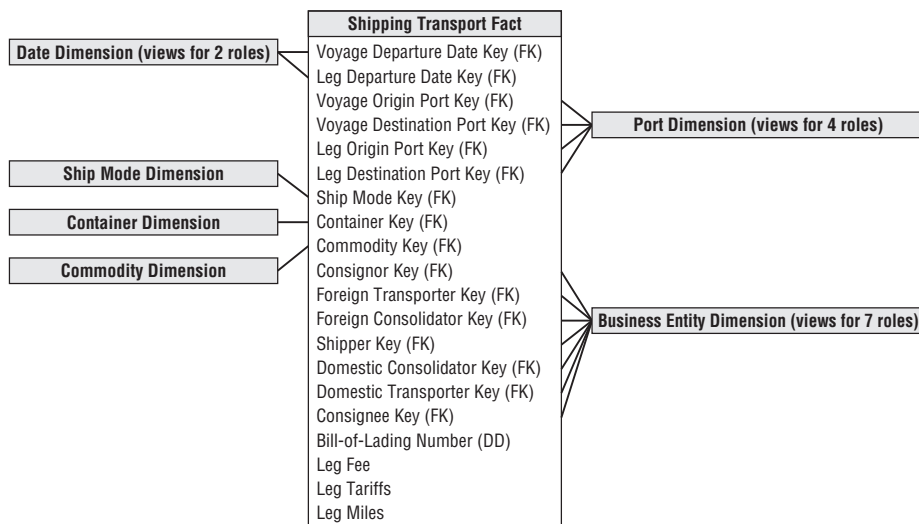 Shipping Transport Fact
Date Dimension (views for 2 roles)
Voyage Departure Date Key (FK)
Leg Departure Date Key (FK)
Voyage Origin Port Key (FK)
Voyage Destination Port Key (FK)
Port Dimension (views for 4 roles)
Leg Origin Port Key (FK)
Ship Mode Dimension
Leg Destination Port Key (FK)
Ship Mode Key (FK)
Container Dimension
Container Key (FK)
Commodity Key (FK)
Commodity Dimension
Consignor Key (FK)
Foreign Transporter Key (FK)
Foreign Consolidator Key (FK)
Business Entity Dimension (views for 7 roles)
Shipper Key (FK)
Domestic Consolidator Key (FK)
Domestic Transporter Key (FK)
Consignee Key (FK)
Bill-of-Lading Number (DD)
Leg Fee
Leg Tariffs
Leg Miles